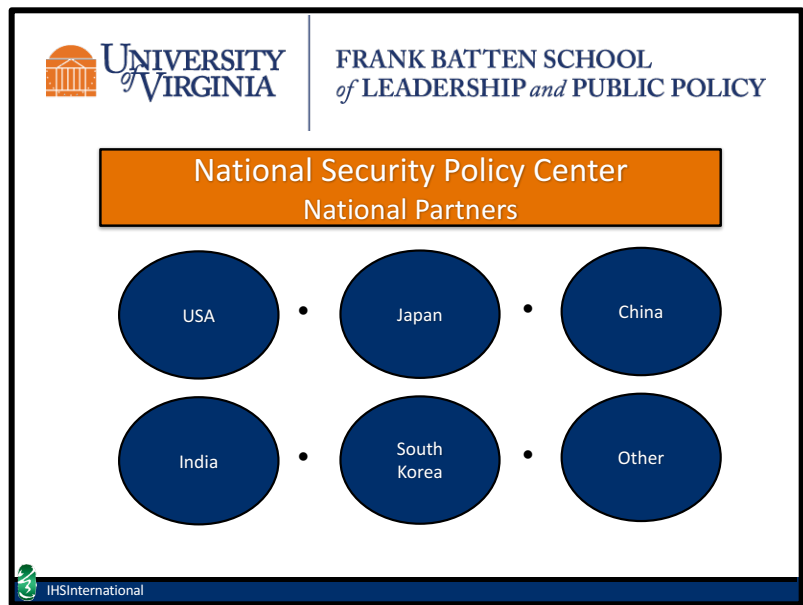 UNIVERSITY
of VIRGINIA
FRANK BATTEN SCHOOL
of LEADERSHIP and PUBLIC POLICY
National Security Policy Center
National Partners
USA
•
Japan
•
China
India
•
South
Korea
•
Other
IHSInternational